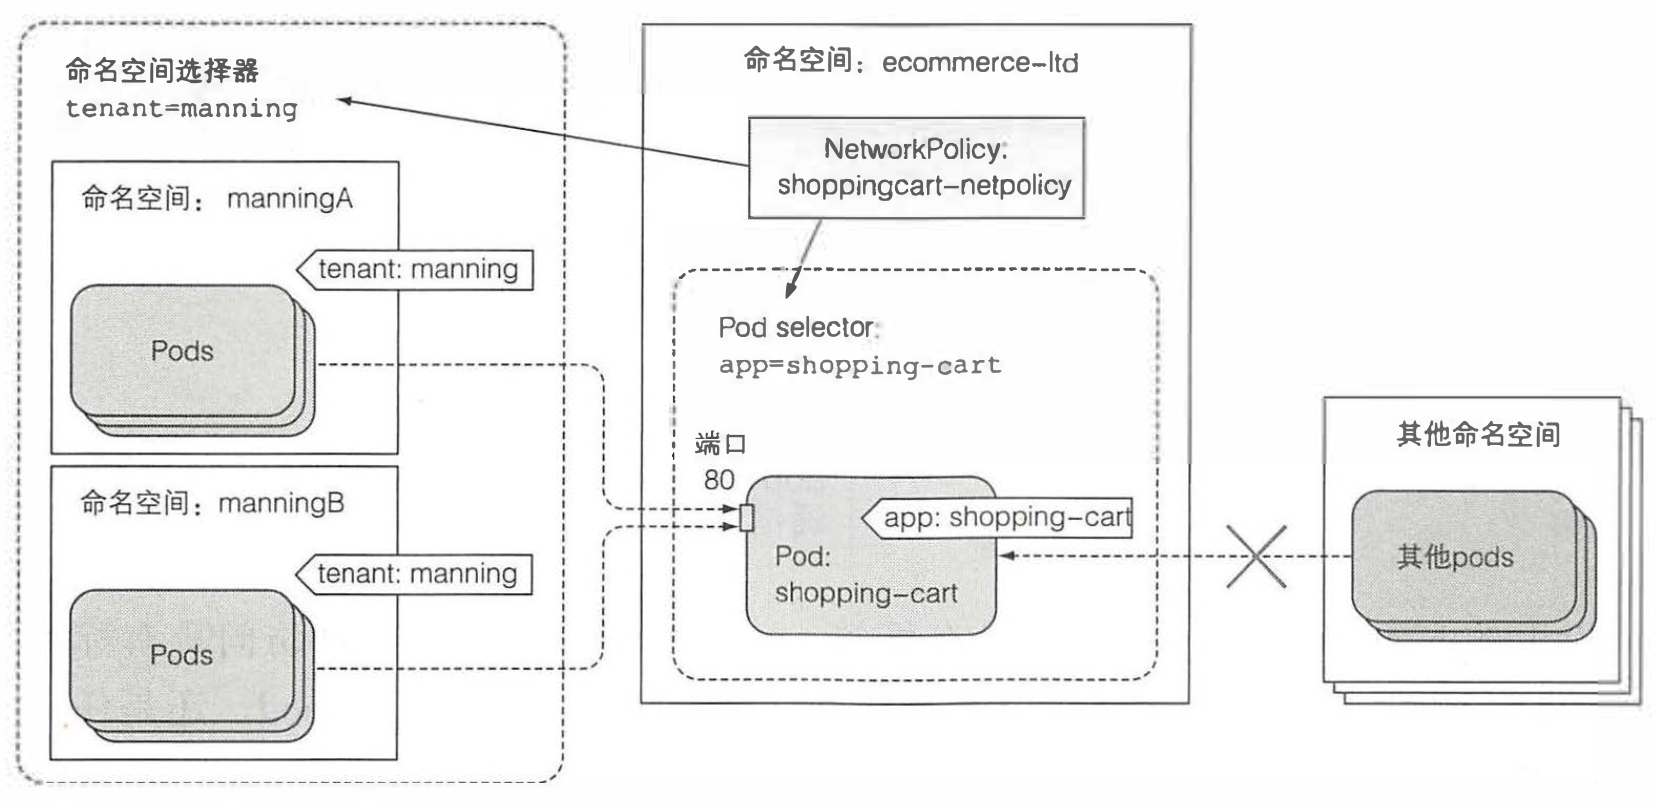 命名空间选择器
tenant=manning
命名空间：manningA
tenant: manning
Pods
命名空间：manningB
tenant: manning
Pods
命名空间：ecommerce-ltd
NetworkPolicy:
shoppingcart-netpolicy
Pod selector:
app=shopping-cart
端口
80
app: shopping-cart
Pod:
shopping-cart
其他命名空间
其他pods